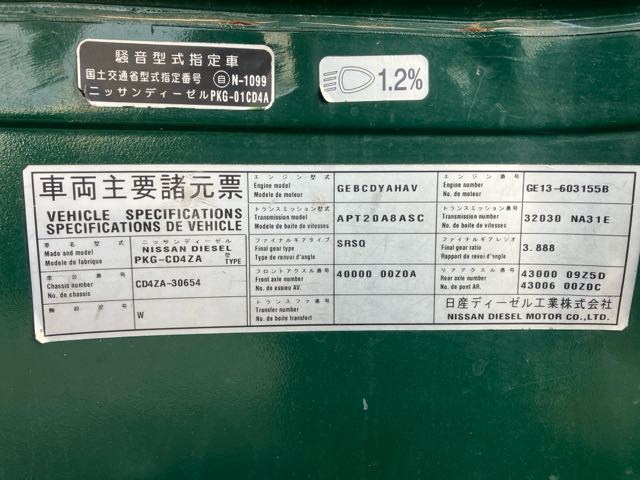 騒音型式指定車
国土交通省型式指定番号 自 N-1099
ニッサンディーゼル PKG-01CD4A
1.2%
車両主要諸元票
VEHICLE SPECIFICATIONS
SPECIFICATIONS DE VEHICLE
車名型式
Made and model
Modele de fabrique
ニッサンディーゼル
NISSAN DIESEL
PKG-CD4ZA 型 TYPE
車台番号
Chassis number
No. de chassis
CD4ZA-30654
W
エンジン型式
Engine model
Modele de moteur
GEBCDYAHAV
トランスミッション型式
Transmission model
Modele de boite de vitesses
APT20A8ASC
ファイナルギアタイプ
Final gear type
Type de renvoi d'angle
SRSQ
フロントアクスル番号
Front axle number
No. de essieu AV.
40000 00Z0A
トランスファ番号
Transfer number
No. de boite transfert
エンジン番号
Engine number
No. de moteur
GE13-603155B
トランスミッション番号
Transmission number
No. de boite de vitesses
32030 NA31E
ファイナルギアレシオ
Final gear ratio
Rapport de renvoi d'angle
3.888
リアアクスル番号
Rear axle number
No. de pont AR.
43000 09Z5D
43006 00Z0C
日産ディーゼル工業株式会社
NISSAN DIESEL MOTOR CO.,LTD.